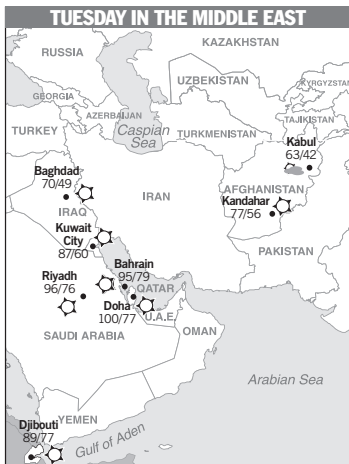 TUESDAY IN THE MIDDLE EAST
KAZAKHSTAN
RUSSIA
UZBEKISTAN
KYRGYZSTAN
GEORGIA
AZERBAIJAN
TAJIKISTAN
TURKEY
Caspian
Sea
TURKMENISTAN
Kabul
63/42
Baghdad
70/49
IRAN
AFGHANISTAN
Kandahar
77/56
IRAQ
Kuwait
City
87/60
PAKISTAN
Bahrain
95/79
Riyadh
96/76
QATAR
Doha
100/77
U.A.E.
OMAN
SAUDI ARABIA
Arabian Sea
YEMEN
Djibouti
89/77
Gulf of Aden